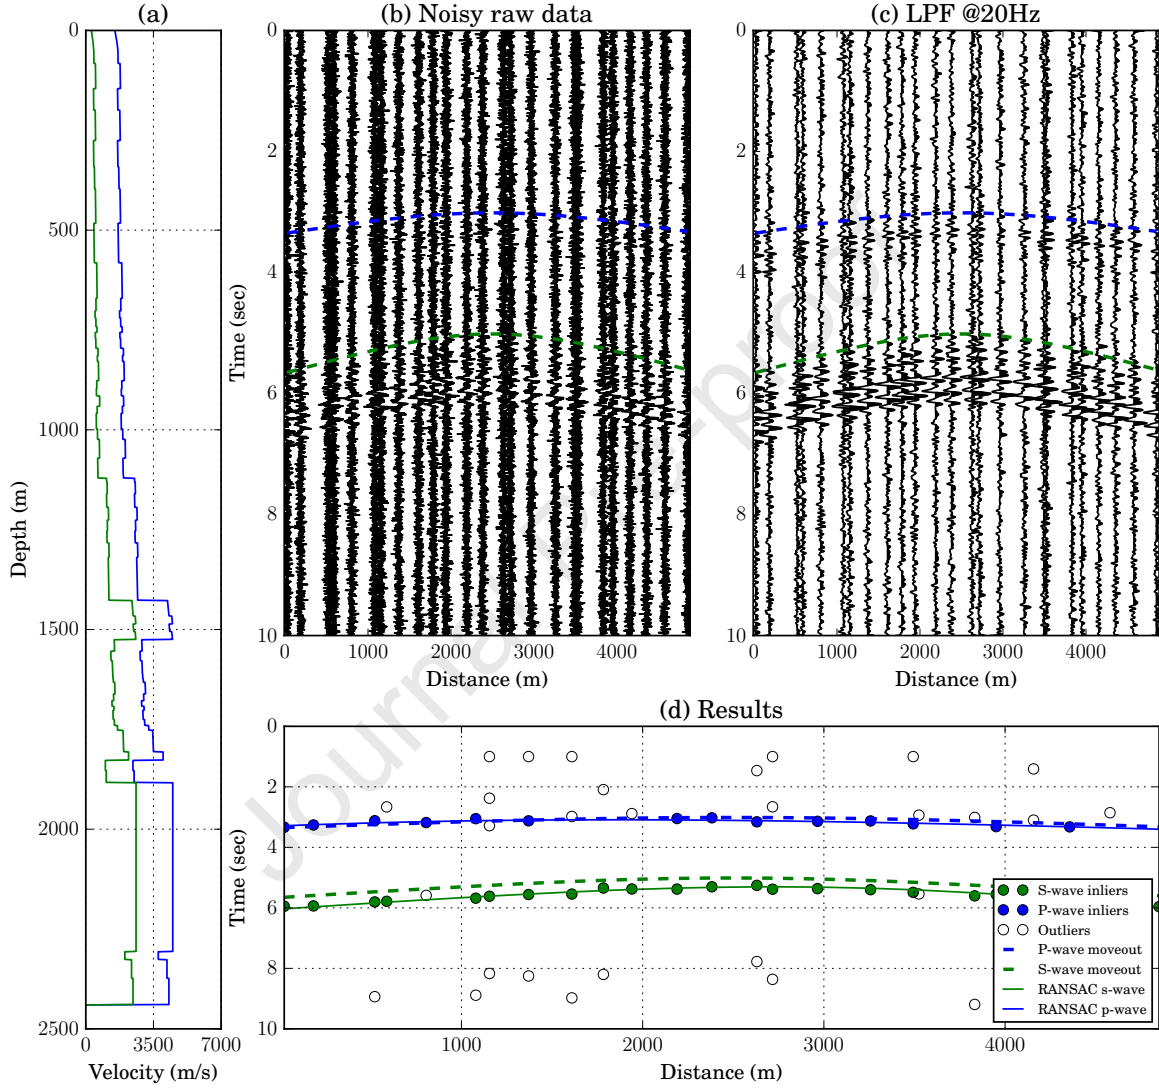 (a)
(b) Noisy raw data
(c) LPF @20Hz
0
500
1000
1500
2000
2500
Depth (m)
0 3500 7000
Velocity (m/s)
0
2
4
6
8
10
Time (sec)
0 1000 2000 3000 4000
Distance (m)
0
2
4
6
8
10
0 1000 2000 3000 4000
Distance (m)
(d) Results
0
2
4
6
8
10
Time (sec)
1000 2000 3000 4000
Distance (m)
S-wave inliers
P-wave inliers
Outliers
P-wave moveout
S-wave moveout
RANSAC s-wave
RANSAC p-wave
Journal Pre-proof